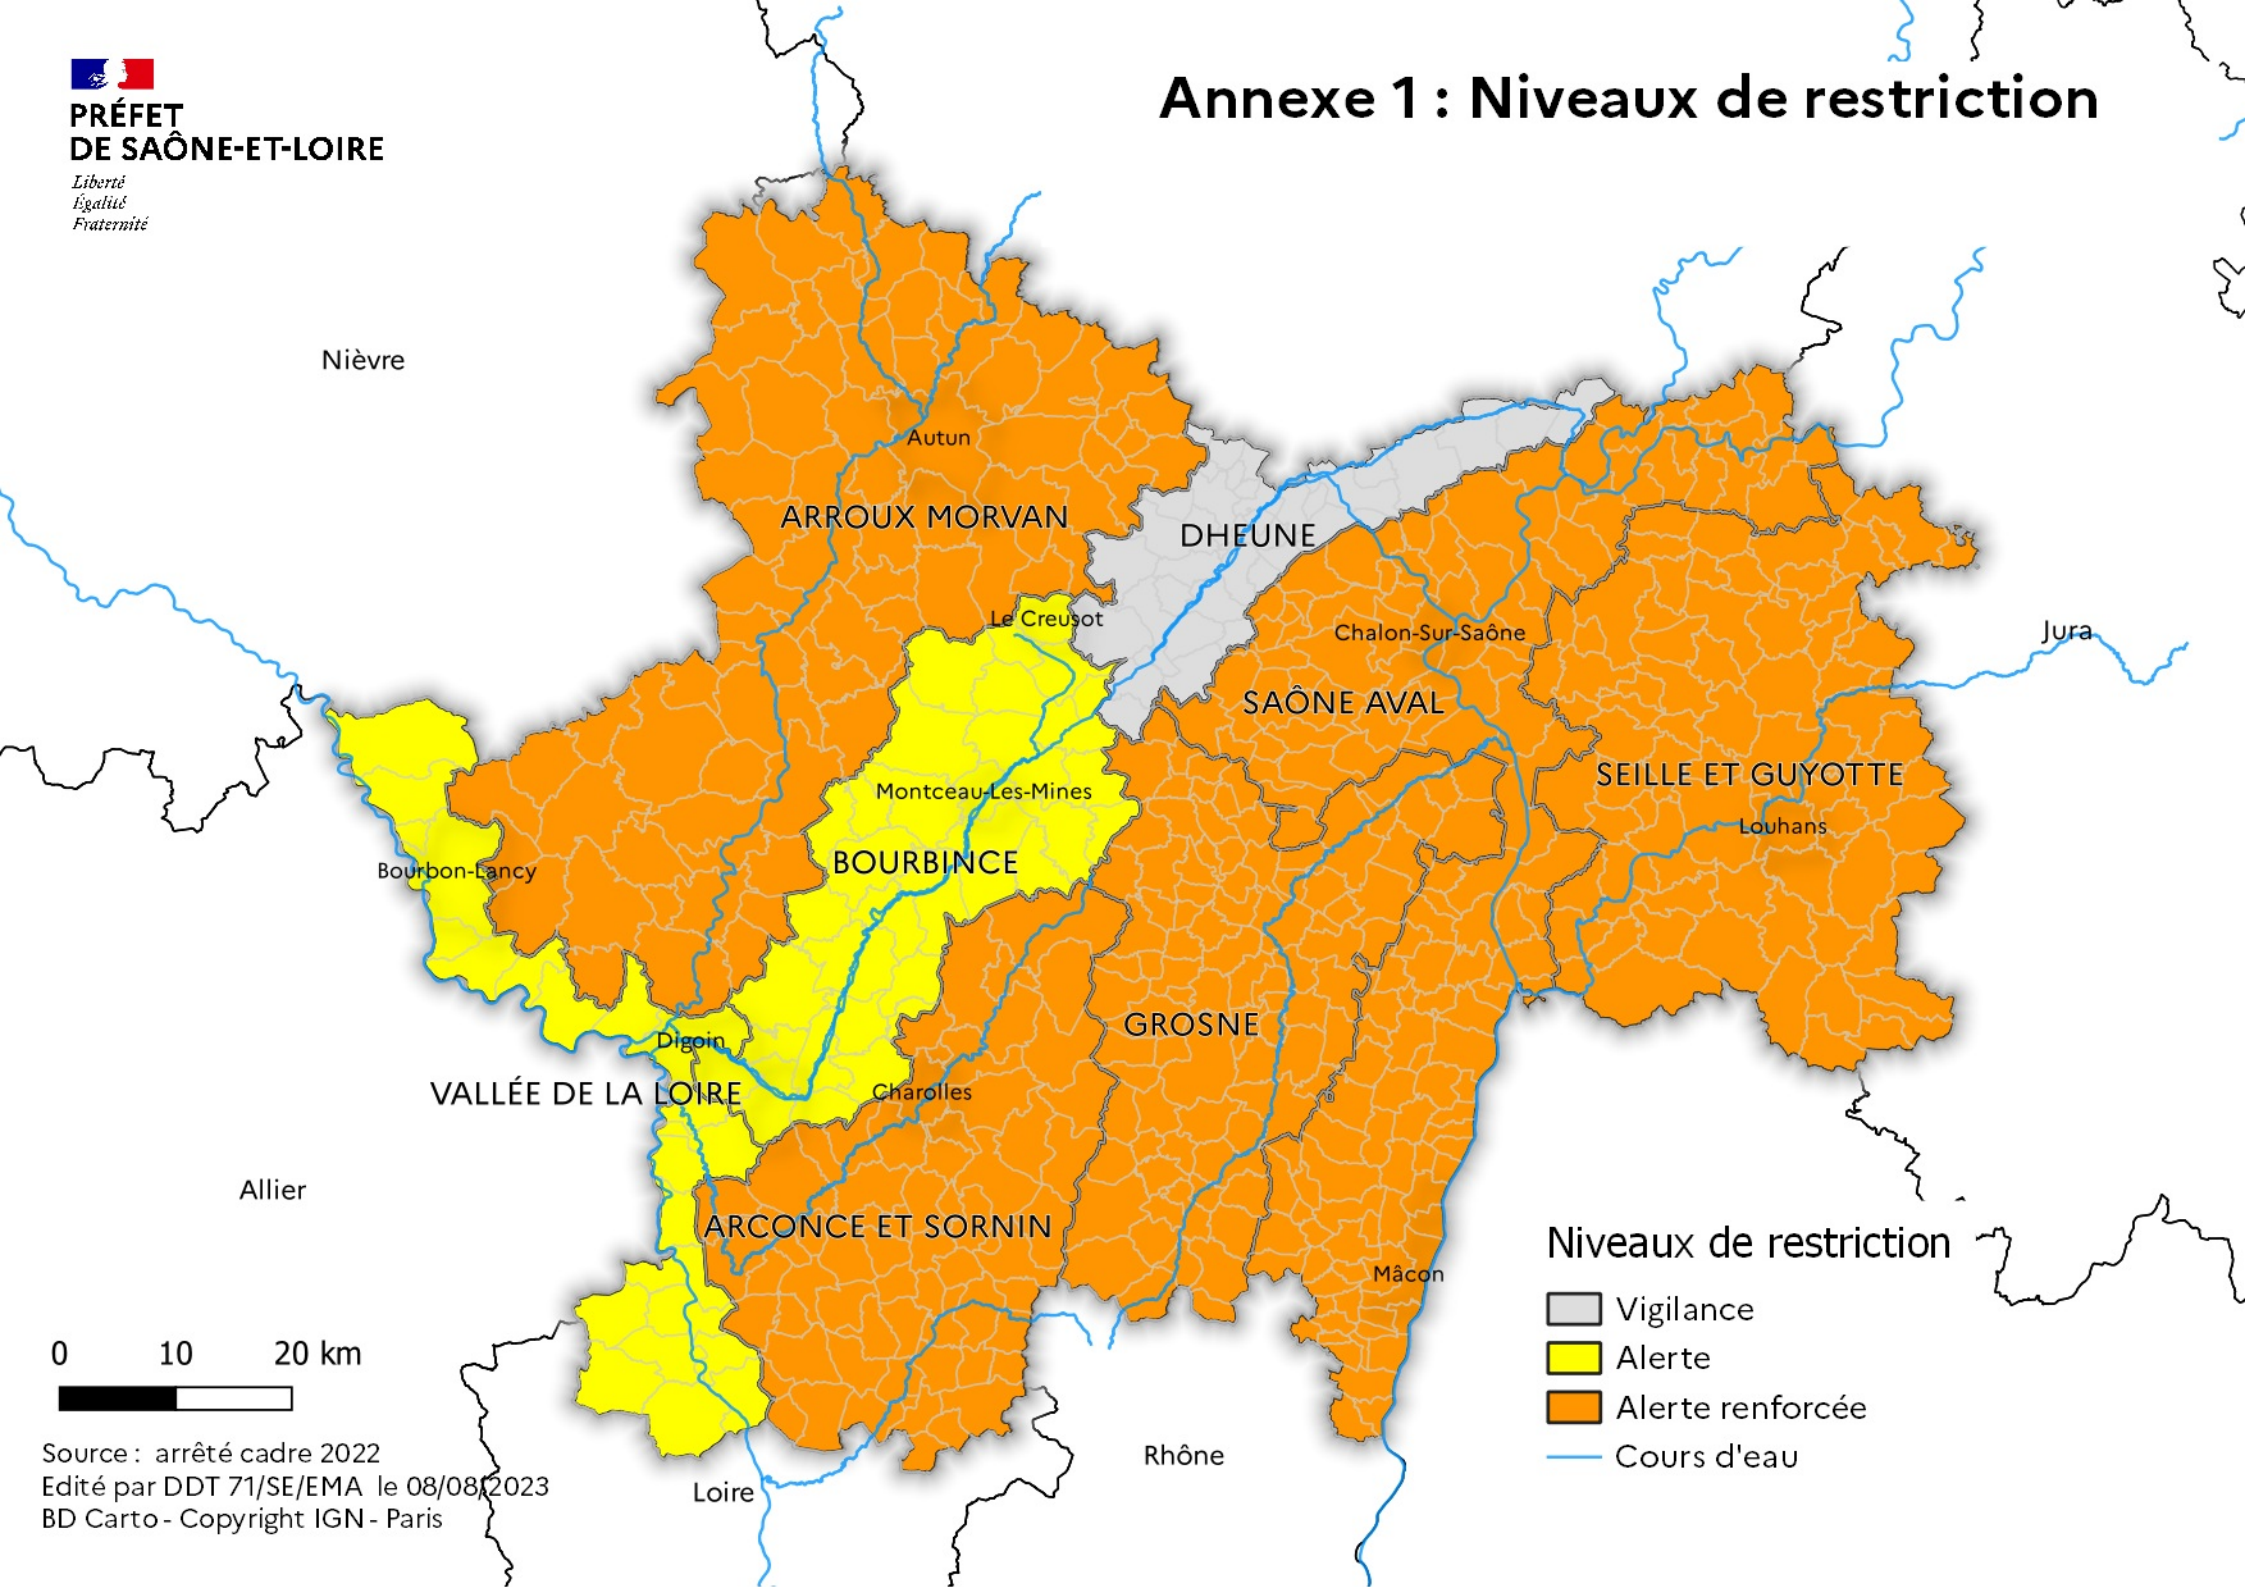 Annexe 1 : Niveaux de restriction
PRÉFET
DE SAÔNE-ET-LOIRE
Liberté
Égalité
Fraternité
Nièvre
Autun
ARROUX MORVAN
DHEUNE
Le Creusot
Chalon-Sur-Saône
Jura
SAÔNE AVAL
SEILLE ET GUYOTTE
Montceau-Les-Mines
Louhans
BOURBINCE
Bourbon-Lancy
GROSNE
Digoin
VALLÉE DE LA LOIRE
Charolles
Allier
ARCONCE ET SORNIN
Mâcon
Niveaux de restriction
Vigilance
Alerte
Alerte renforcée
Cours d'eau
0 10 20 km
Rhône
Loire
Source : arrêté cadre 2022
Edité par DDT 71/SE/EMA le 08/08/2023
BD Carto - Copyright IGN - Paris